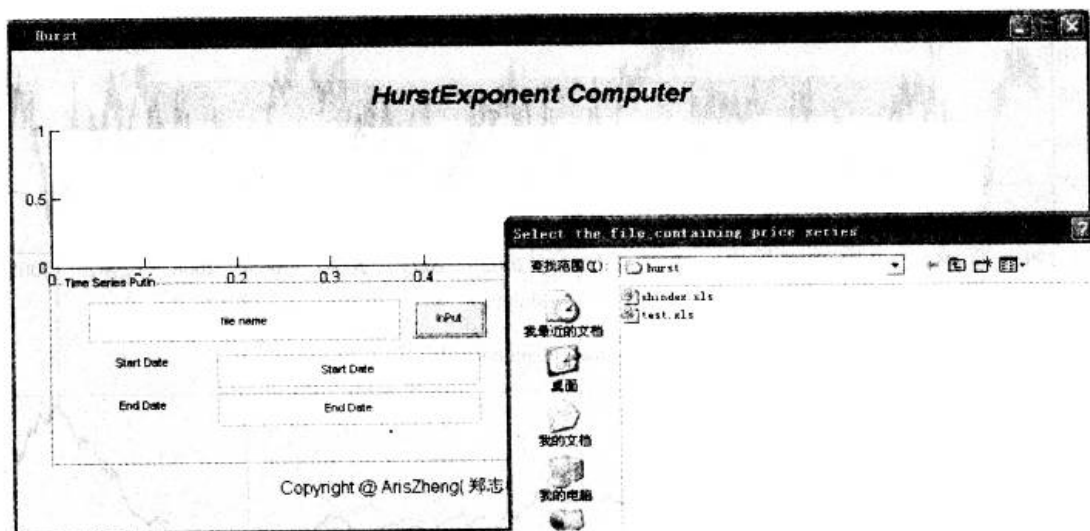 Hurst
HurstExponent Computer
1
0.5
0
0. 0.2 0.3 0.4
Time Series PutIn
file name
InPut
Start Date
Start Date
End Date
End Date
Copyright @ ArisZheng( 郑志
Select the file containing price series
查找范围(I):
hurst
shindex.xls
test.xls
我最近的文档
桌面
我的文档
我的电脑